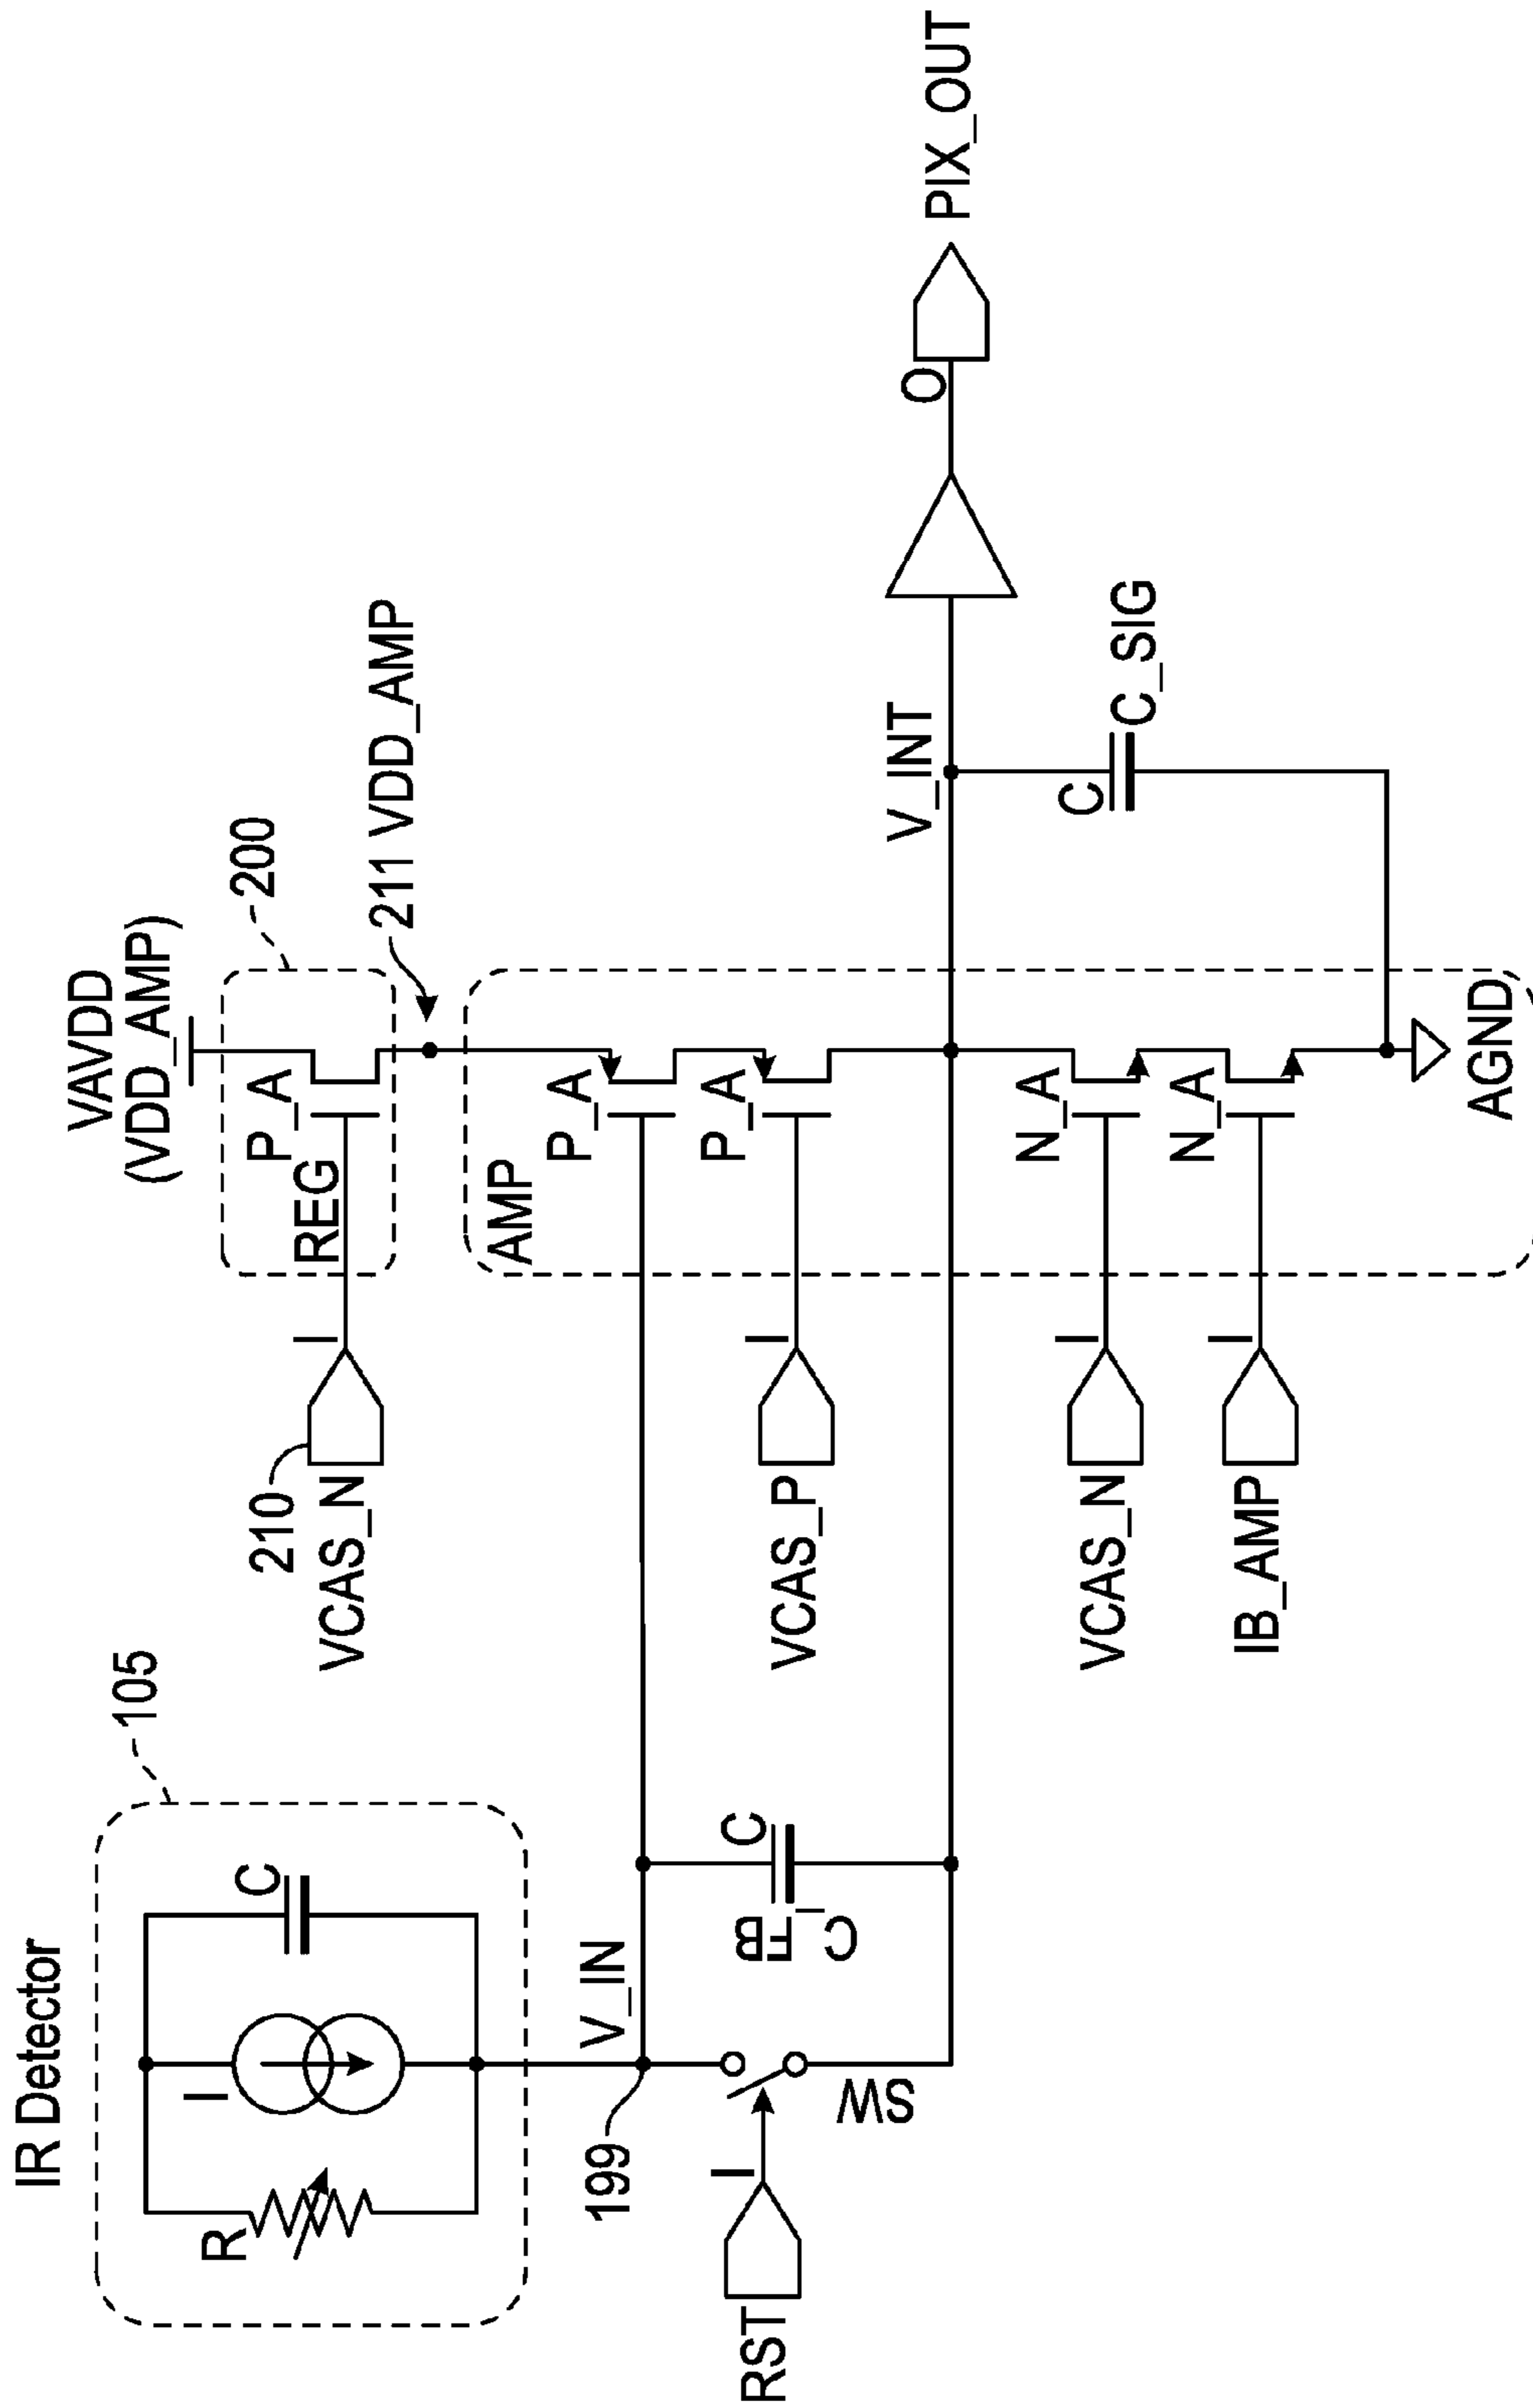 IR Detector
105
R
I
C
VAVDD
(VDD_AMP)
200
P_A
REG
210
I
VCAS_N
211 VDD_AMP
AMP
P_A
P_A
V_IN
199
C
C_FB
RST
I
SW
VCAS_P
I
V_INT
O
PIX_OUT
C
C_SIG
N_A
VCAS_N
I
N_A
IB_AMP
I
AGND